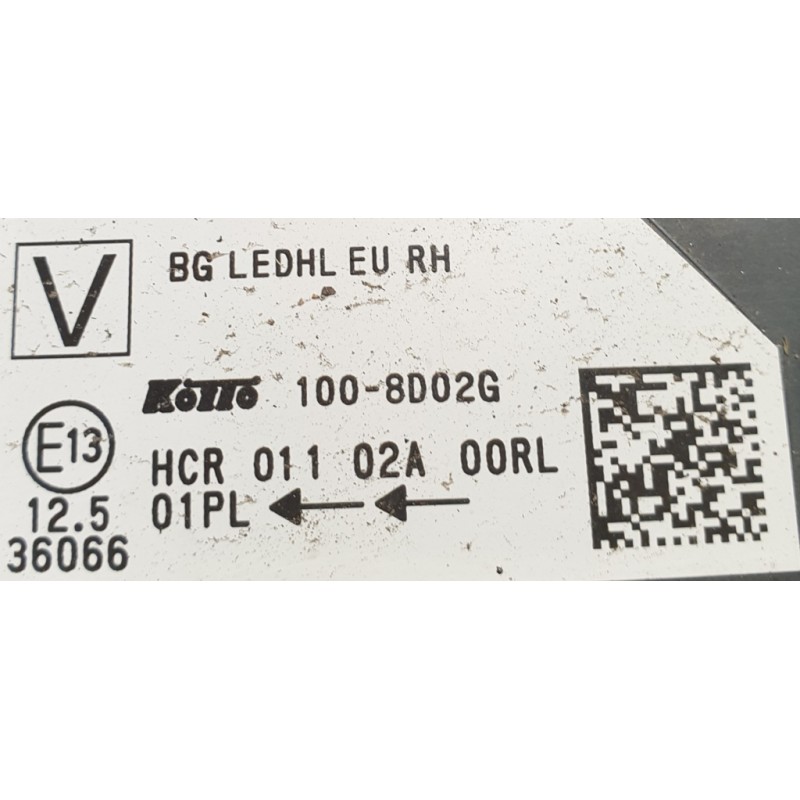 V
BG LEDHL EU RH
KOITO 100-8D02G
E13
HCR 011 02A 00RL
12.5 01PL
36066